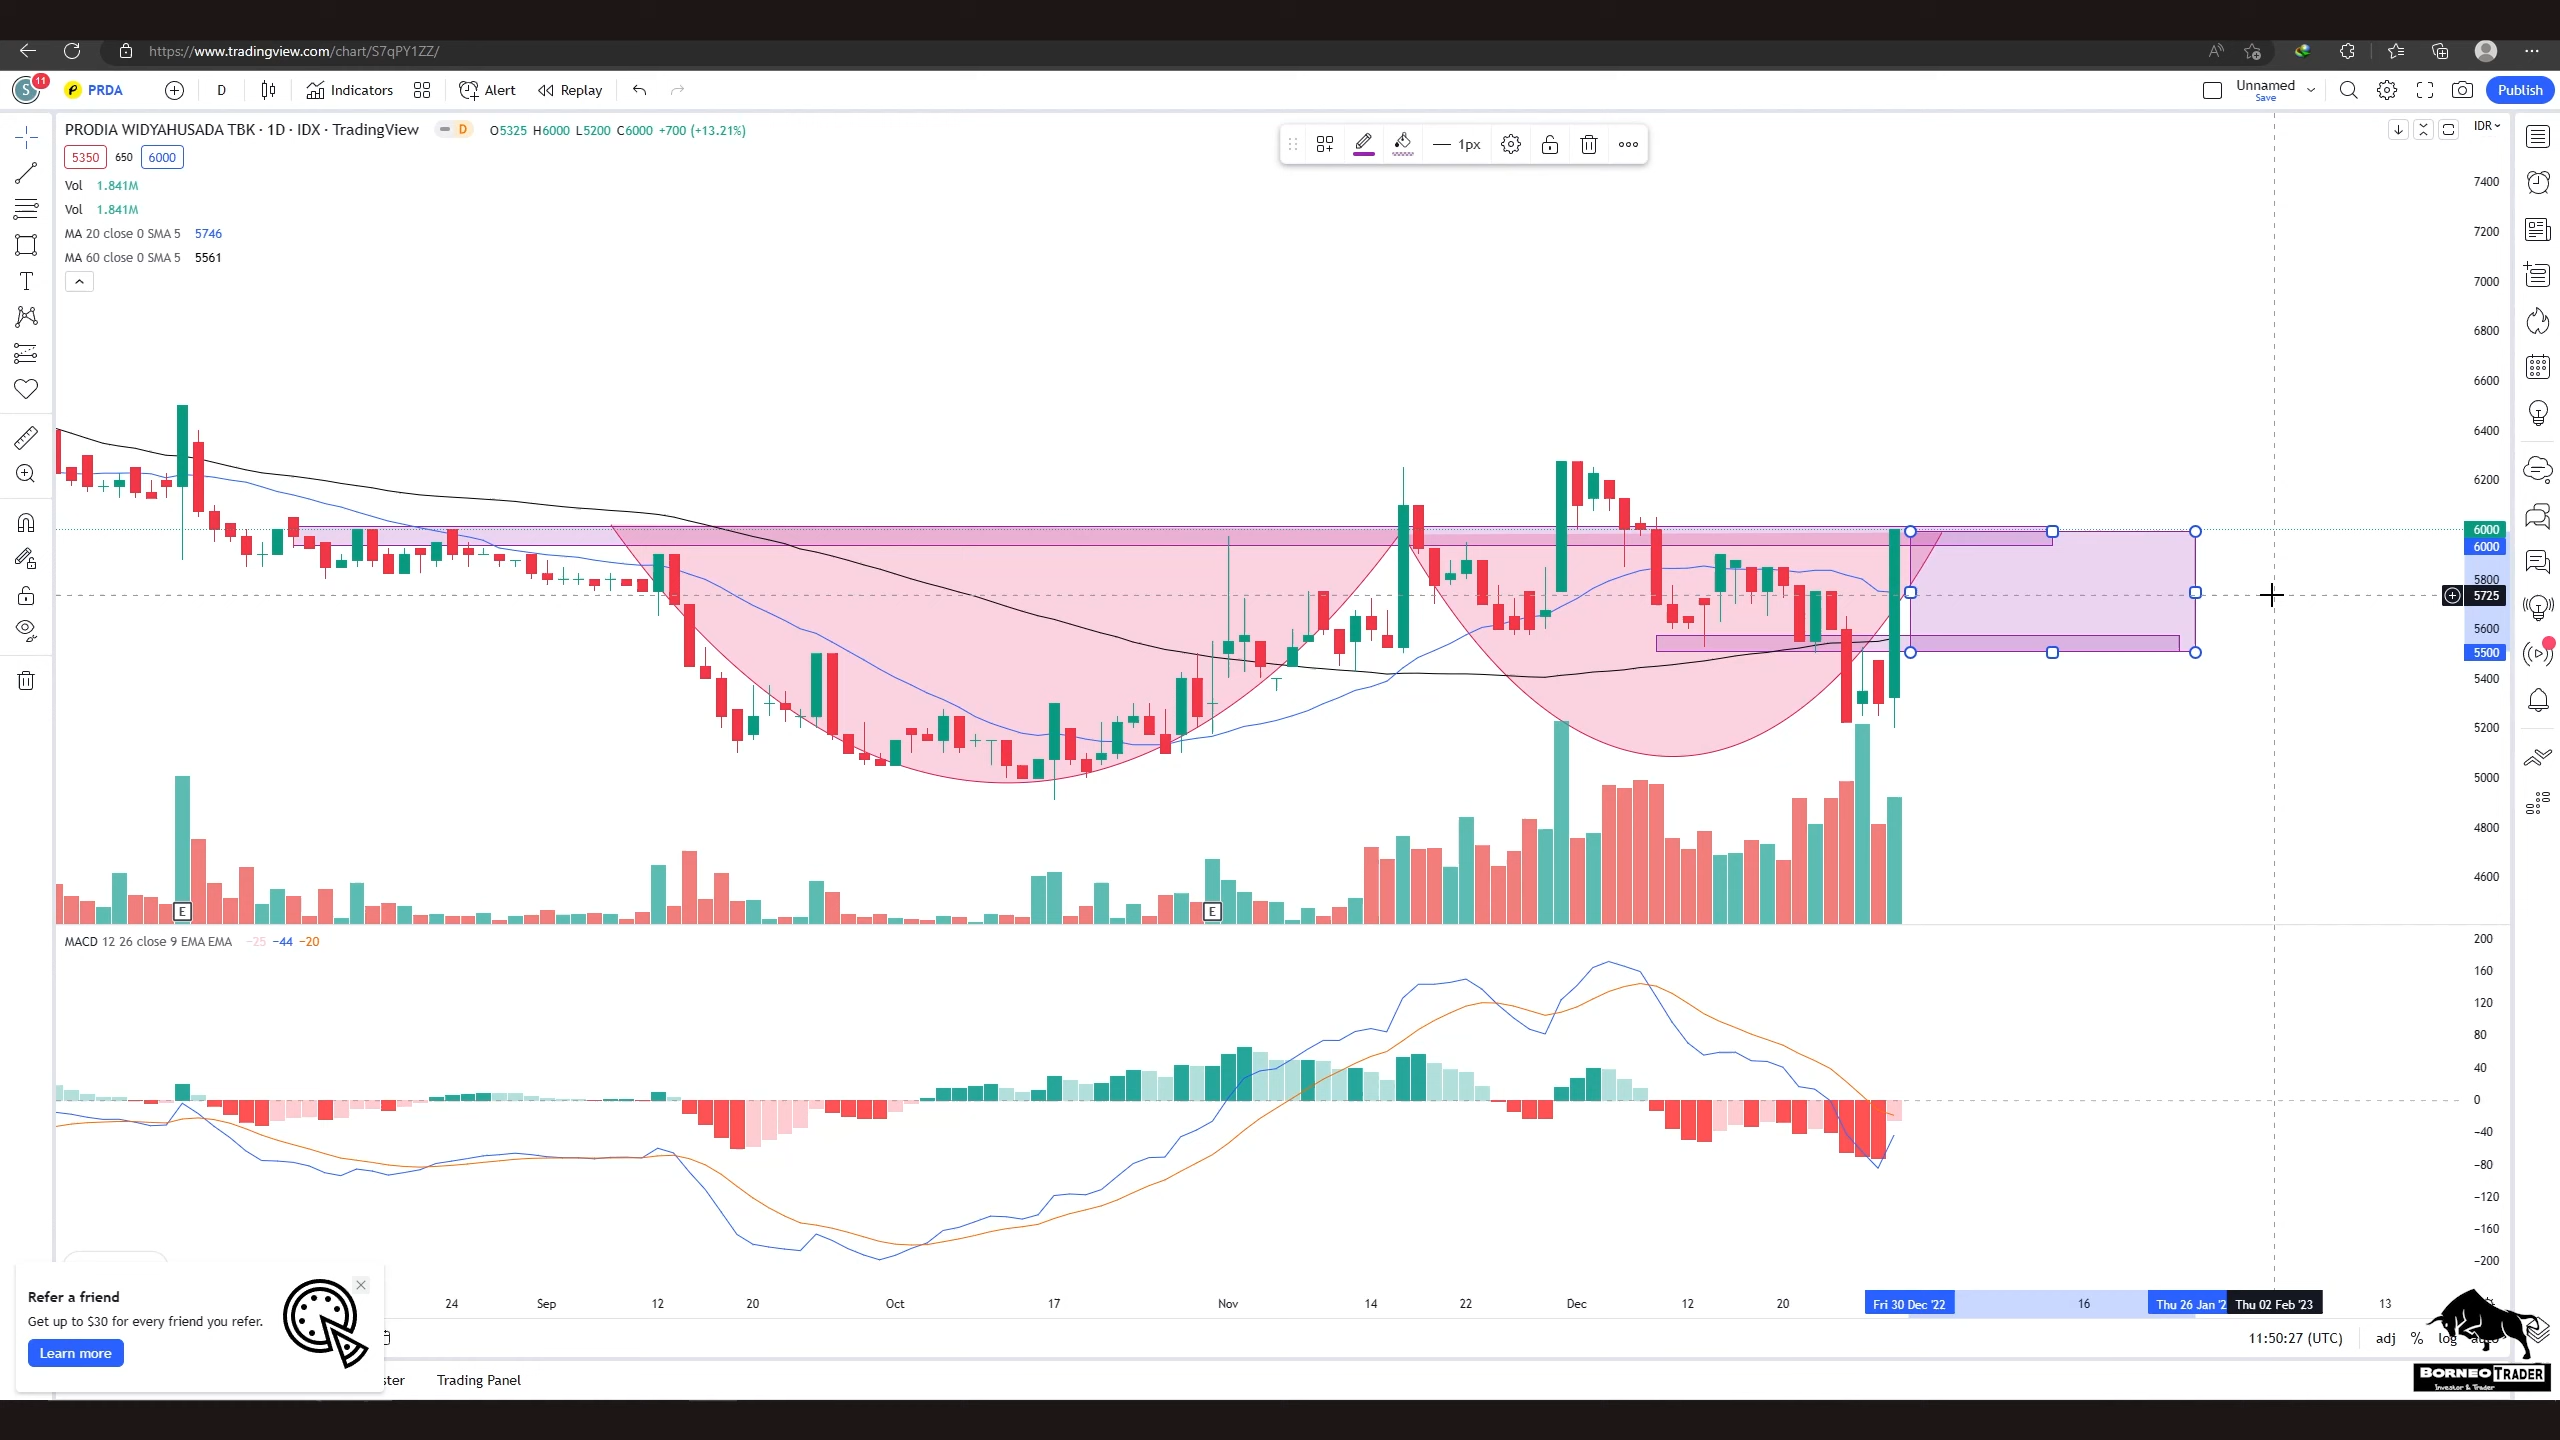 https://www.tradingview.com/chart/S7qPY1ZZ/
S 11 PRDA D Indicators Alert Replay Unnamed Save Publish
PRODIA WIDYAHUSADA TBK · 1D · IDX · TradingView D O5325 H6000 L5200 C6000 +700 (+13.21%)
1px
IDR
5350 650 6000
Vol 1.841M
Vol 1.841M
MA 20 close 0 SMA 5 5746
MA 60 close 0 SMA 5 5561
7400
7200
7000
6800
6600
6400
6200
6000
6000
5800
5725
5600
5500
5400
5200
5000
4800
4600
E E
MACD 12 26 close 9 EMA EMA −25 −44 −20
200
160
120
80
40
0
−40
−80
−120
−160
−200
24 Sep 12 20 Oct 17 Nov 14 22 Dec 12 20 Fri 30 Dec '22 16 Thu 26 Jan '2 Thu 02 Feb '23 13
Refer a friend
Get up to $30 for every friend you refer.
Learn more
11:50:27 (UTC) adj % log
ster Trading Panel
BORNEO TRADER
Investor & Trader